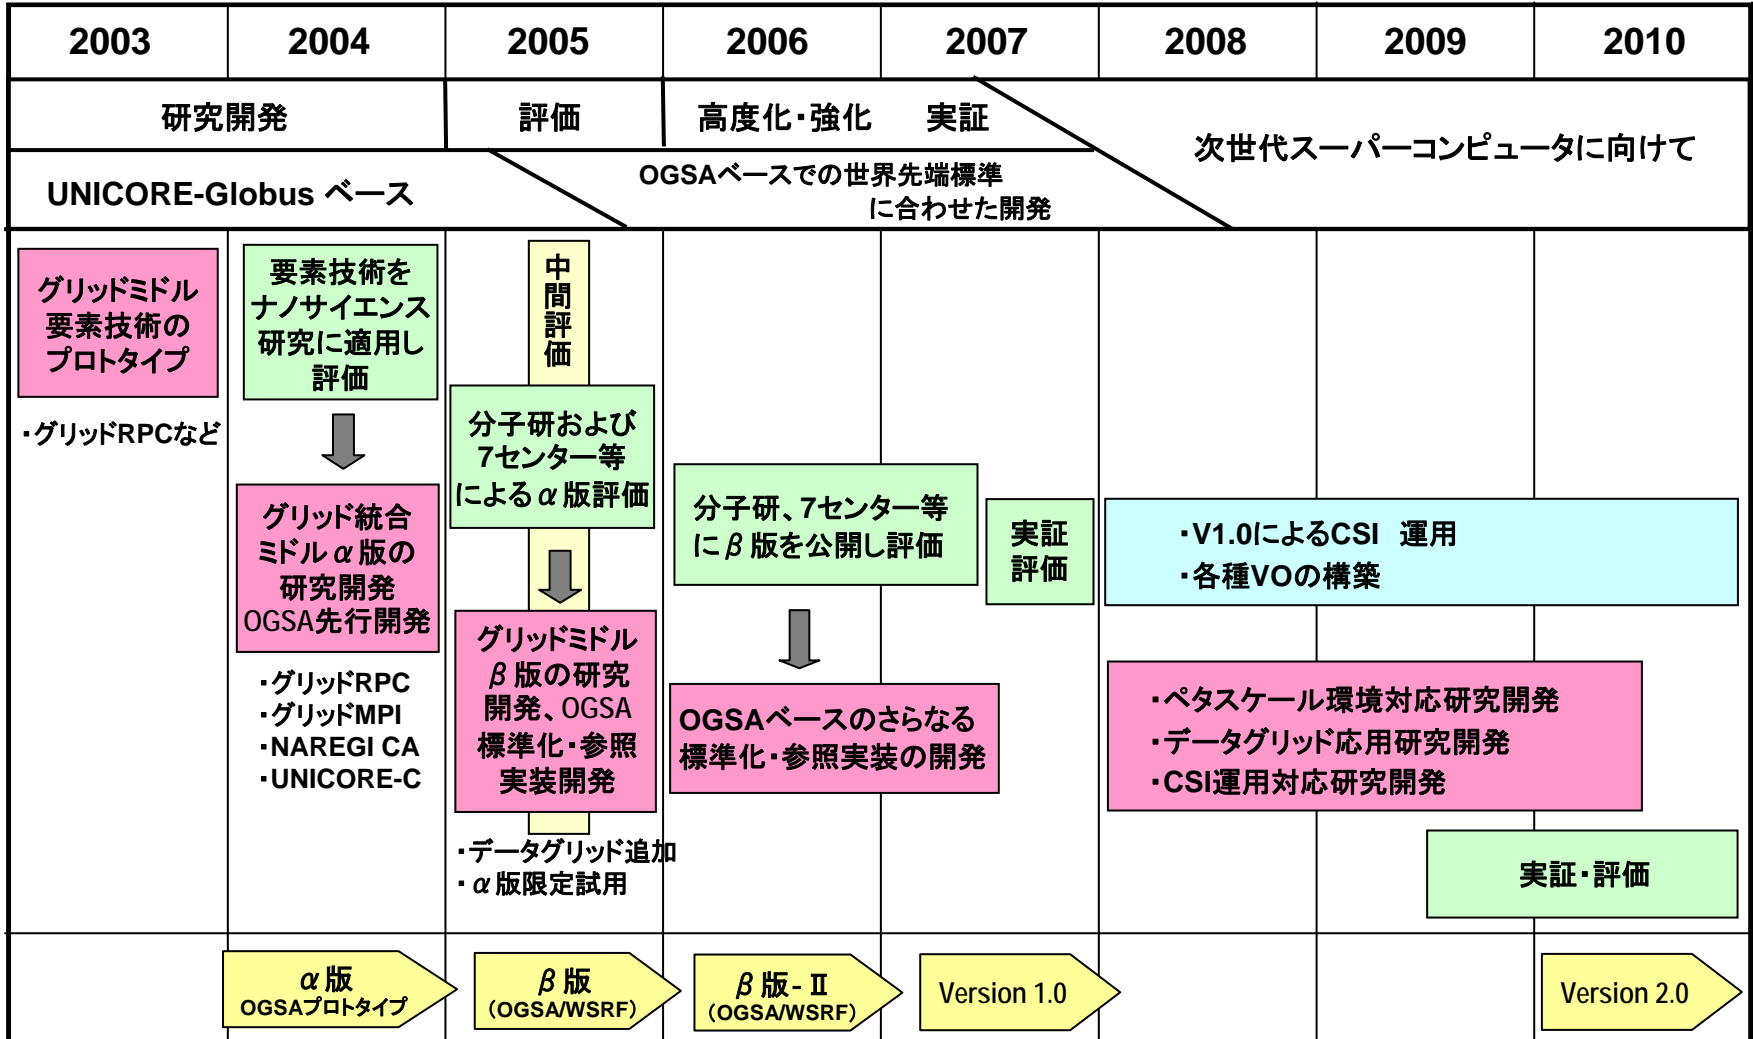 2003 2004 2005 2006 2007 2008 2009 2010
研究開発 評価 高度化・強化 実証
次世代スーパーコンピュータに向けて
UNICORE-Globus ベース
OGSAベースでの世界先端標準
に合わせた開発
グリッドミドル
要素技術の
プロトタイプ
・グリッドRPCなど
要素技術を
ナノサイエンス
研究に適用し
評価
グリッド統合
ミドルα版の
研究開発
OGSA先行開発
・グリッドRPC
・グリッドMPI
・NAREGI CA
・UNICORE-C
中
間
評
価
分子研および
7センター等
によるα版評価
グリッドミドル
β版の研究
開発、OGSA
標準化・参照
実装開発
・データグリッド追加
・α版限定試用
分子研、7センター等
にβ版を公開し評価
OGSAベースのさらなる
標準化・参照実装の開発
実証
評価
・V1.0によるCSI 運用
・各種VOの構築
・ペタスケール環境対応研究開発
・データグリッド応用研究開発
・CSI運用対応研究開発
実証・評価
α版
OGSAプロトタイプ
β版
(OGSA/WSRF)
β版-Ⅱ
(OGSA/WSRF)
Version 1.0
Version 2.0